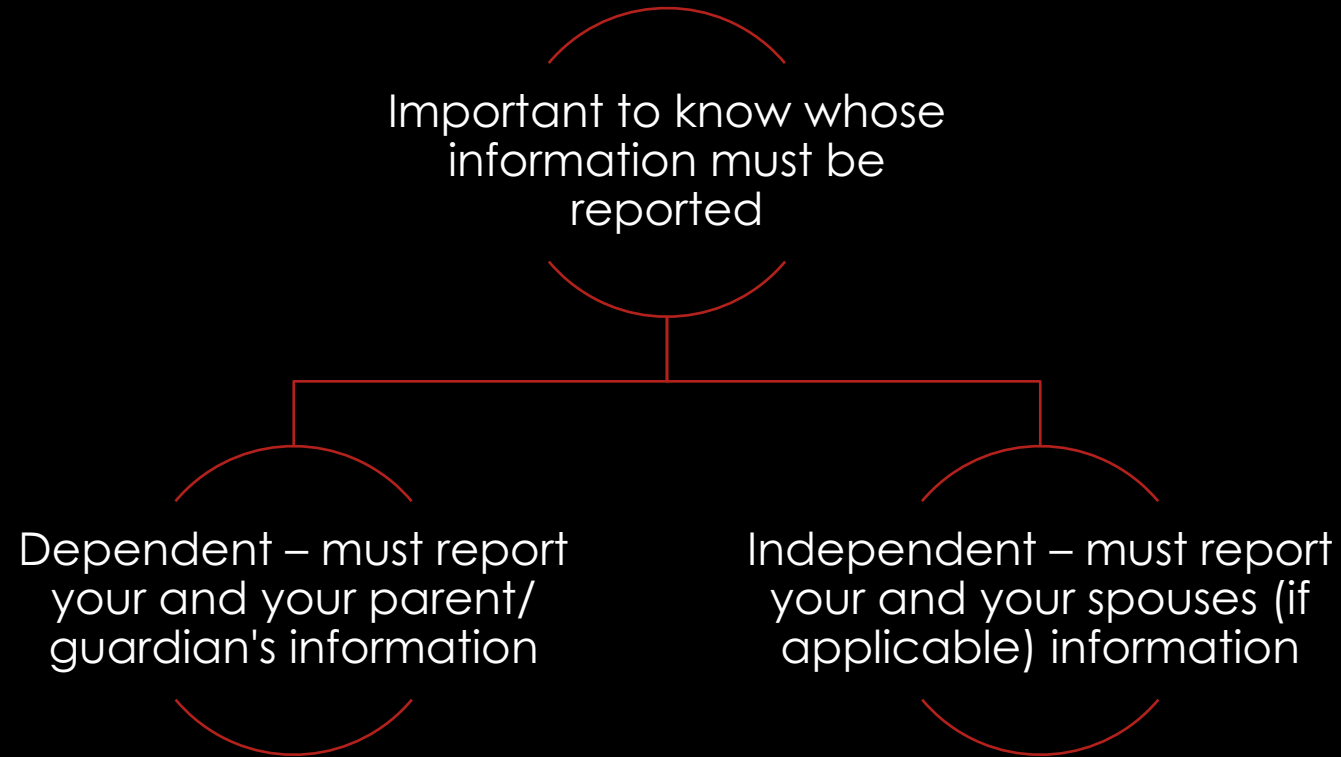 Important to know whose
information must be
reported
Dependent – must report
your and your parent/
guardian's information
Independent – must report
your and your spouses (if
applicable) information